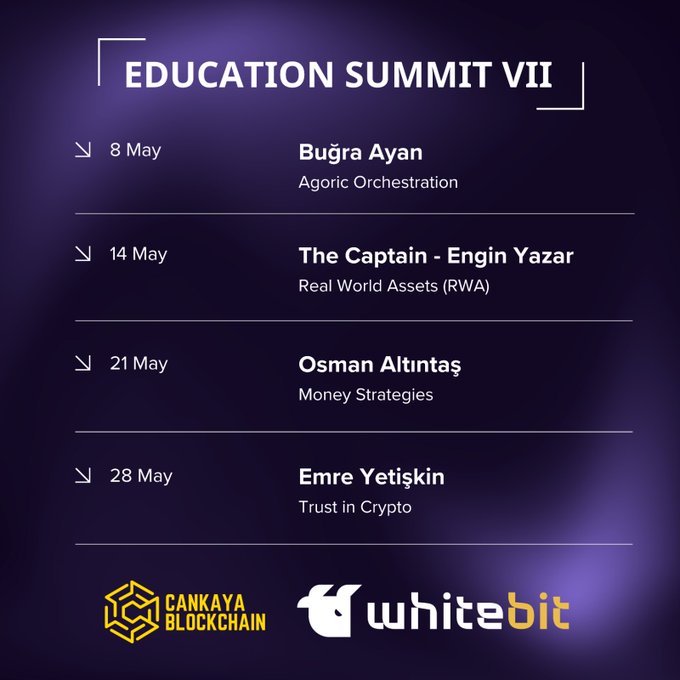 EDUCATION SUMMIT VII
8 May
Buğra Ayan
Agoric Orchestration
14 May
The Captain - Engin Yazar
Real World Assets (RWA)
21 May
Osman Altıntaş
Money Strategies
28 May
Emre Yetişkin
Trust in Crypto
CANKAYA
BLOCKCHAIN
whitebit